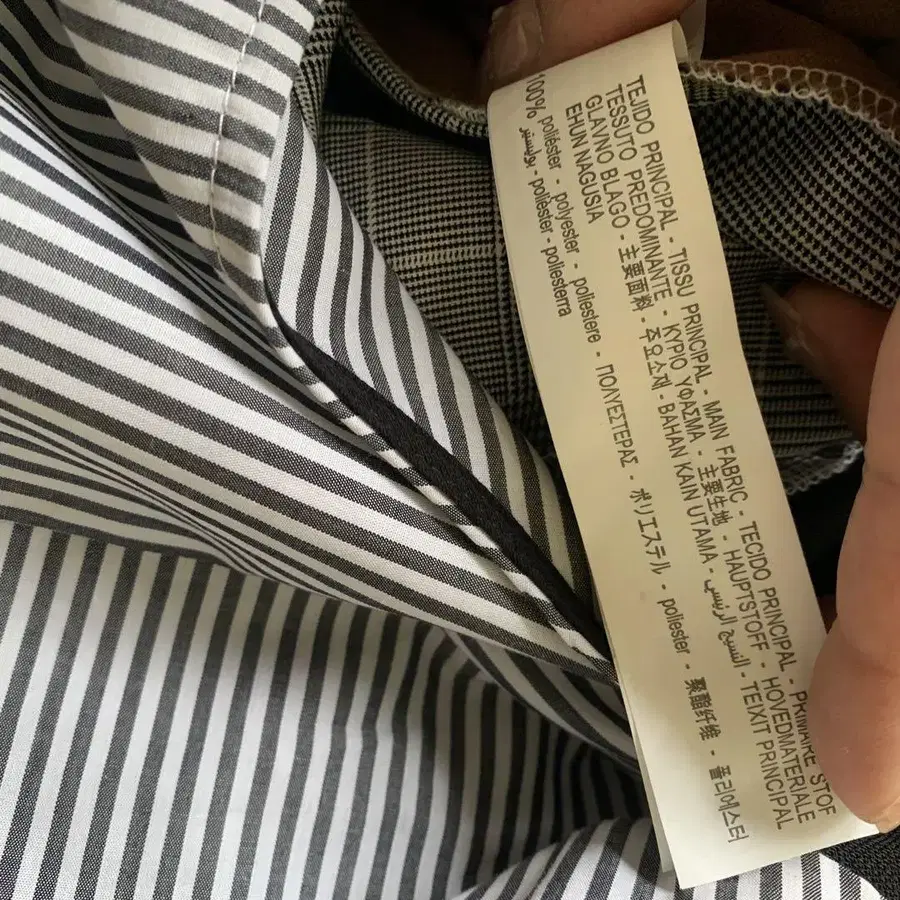 TEJIDO PRINCIPAL - TISSU PRINCIPAL - MAIN FABRIC - TECIDO PRINCIPAL - PRIMAIRE STOF
TESSUTO PREDOMINANTE - ΚΥΡΙΟ ΥΦΑΣΜΑ - 主要生地 - HAUPTSTOFF - HOVEDMATERIALE
GLAVNO BLAGO - 主要面料 - 주요소재 - BAHAN KAIN UTAMA - النسيج الرئيسي - TEIXIT PRINCIPAL
EHUN NAGUSIA
100% poliéster - polyester - poliestere - ΠΟΛΥΕΣΤΕΡΑΣ - ポリエステル - poliester - 聚酯纤维 - 폴리에스터
بوليستر - poliester - polièster - poliesterra